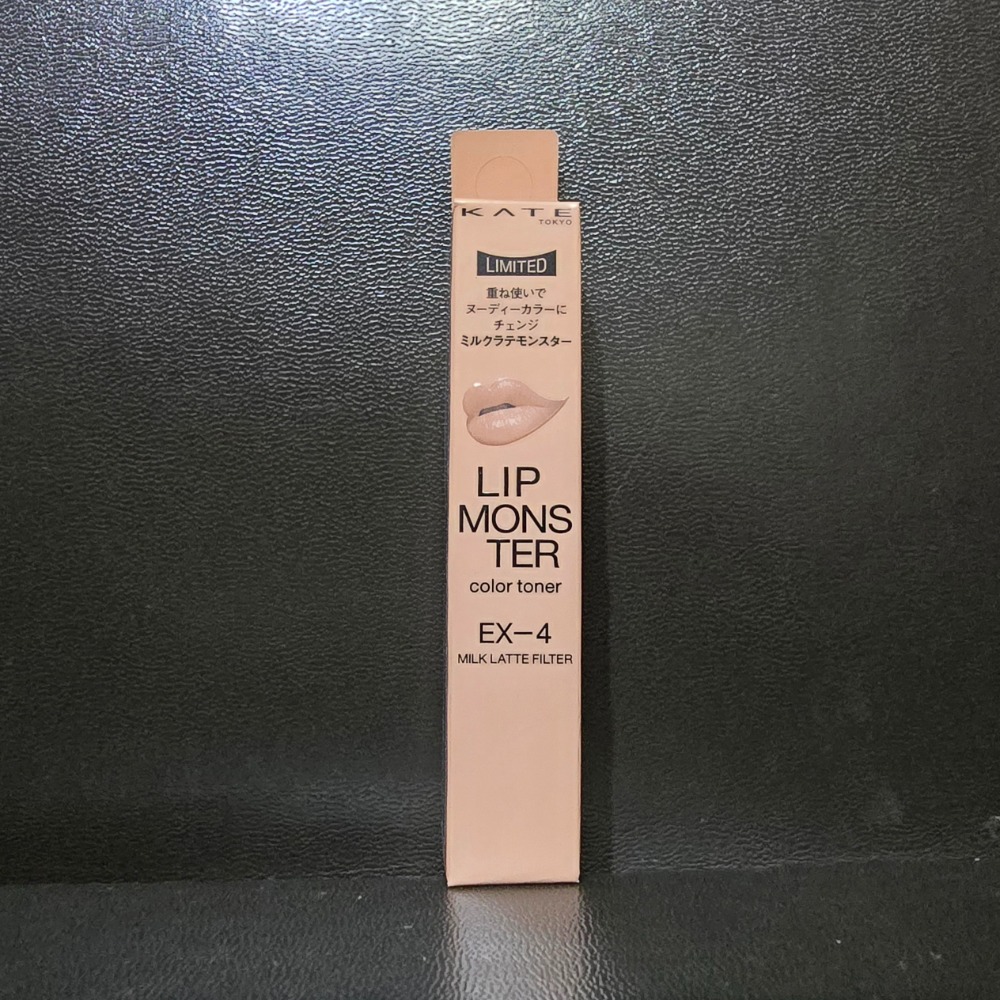 KATE
TOKYO
LIMITED
重ね使いで
ヌーディーカラーに
チェンジ
ミルクラテモンスター
LIP
MONS
TER
color toner
EX–4
MILK LATTE FILTER